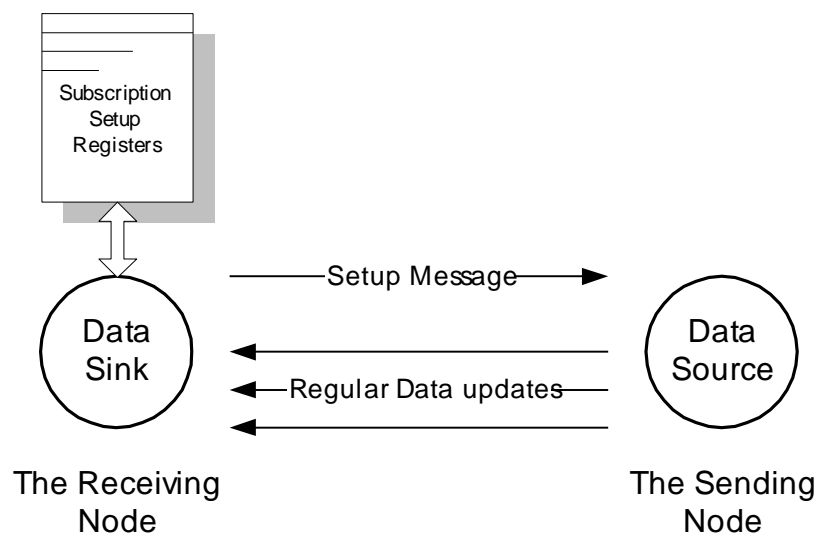 Subscription
Setup
Registers
Setup Message
Data
Sink
Data
Source
Regular Data updates
The Receiving
Node
The Sending
Node